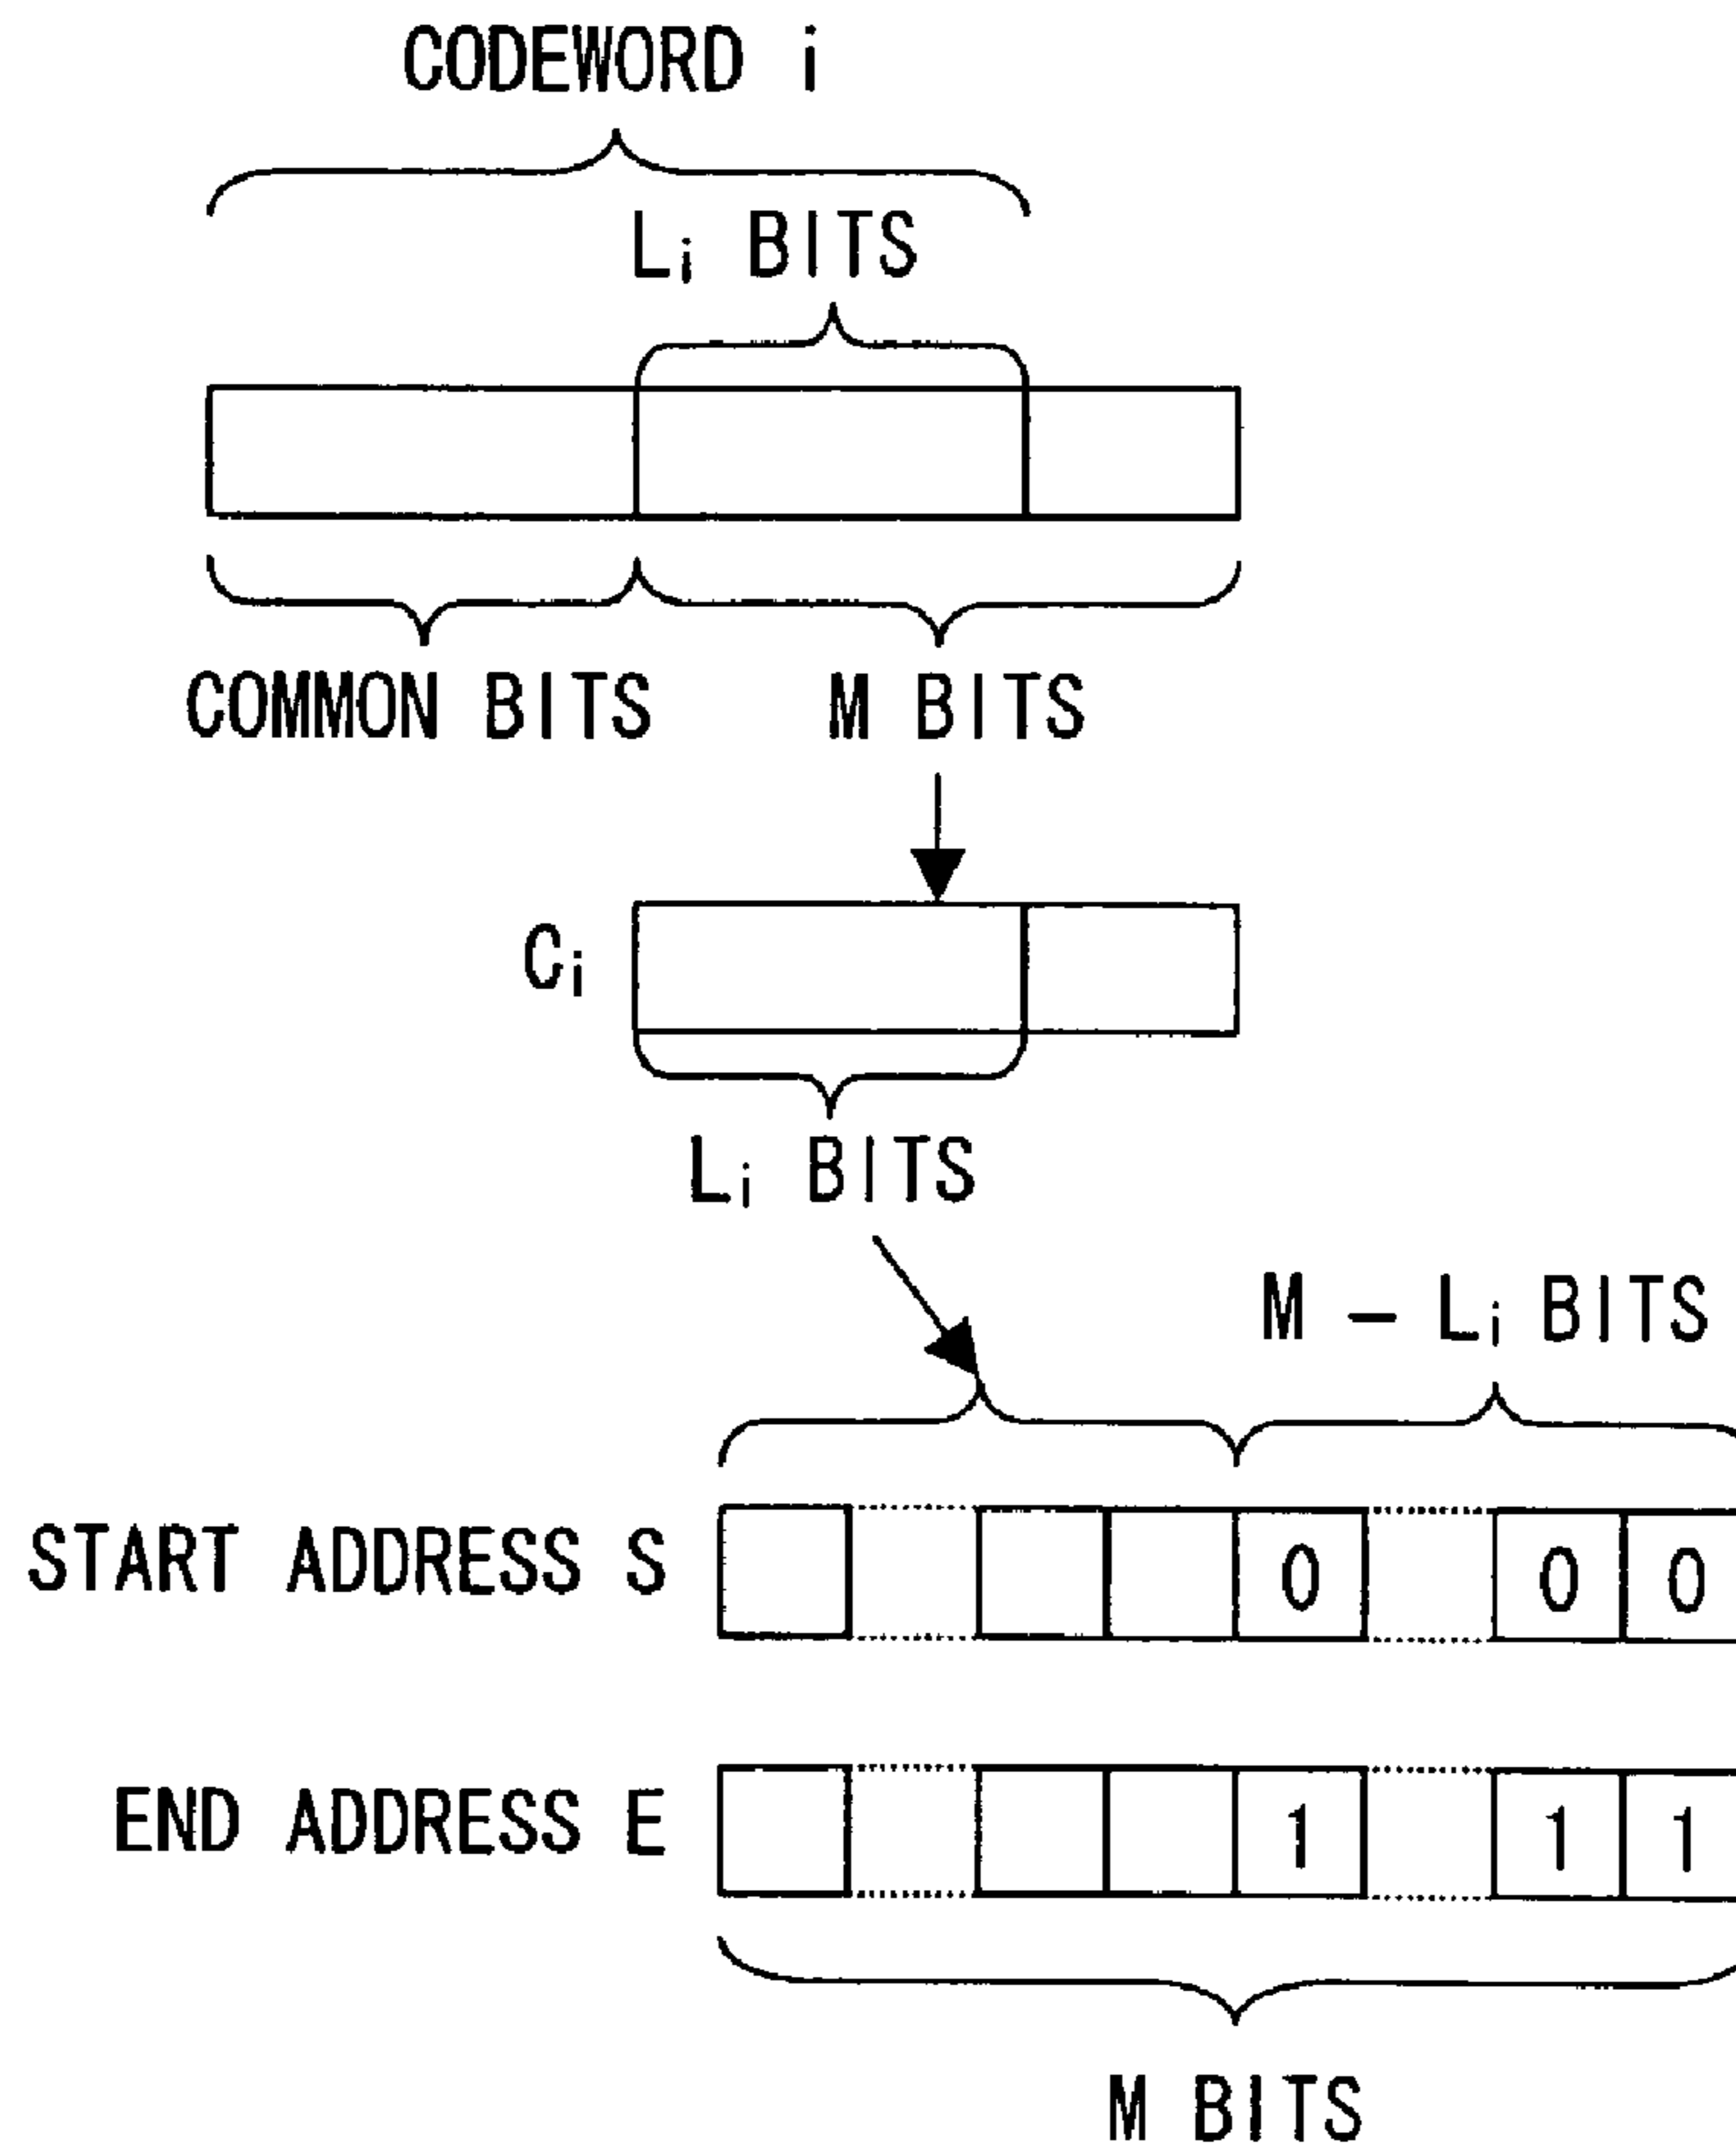 CODEWORD i
Li BITS
COMMON BITS M BITS
Ci
Li BITS
M - Li BITS
START ADDRESS S 0 0 0
END ADDRESS E 1 1 1
M BITS